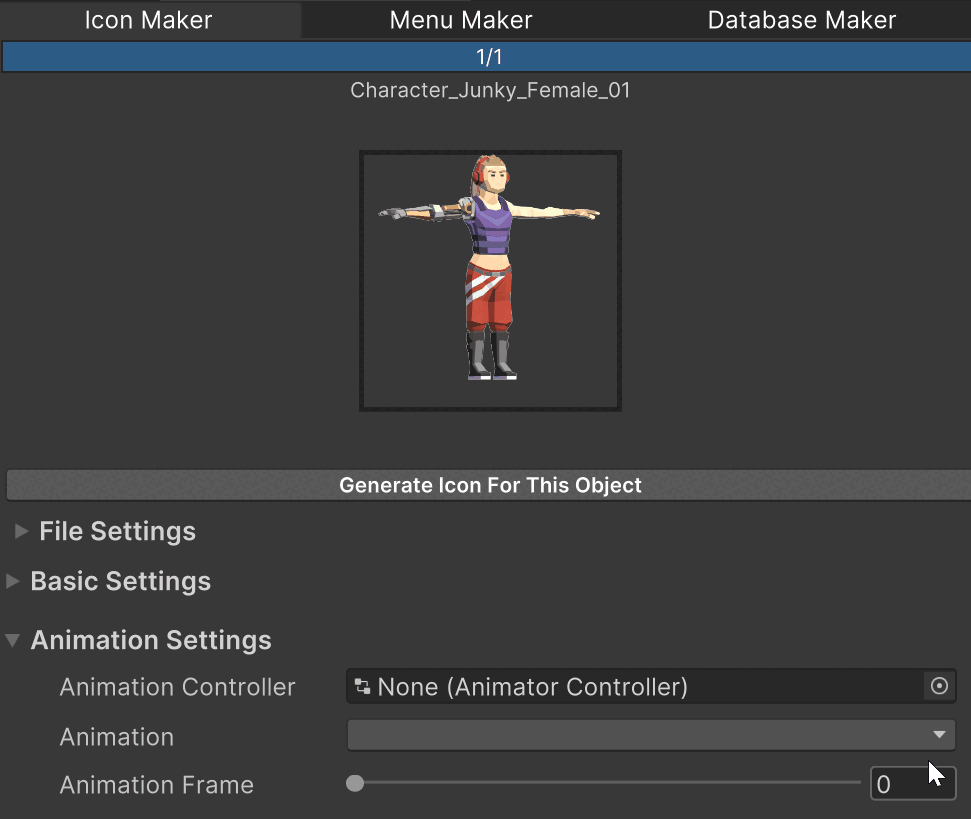 Icon Maker Menu Maker Database Maker
1/1
Character_Junky_Female_01
Generate Icon For This Object
File Settings
Basic Settings
Animation Settings
Animation Controller None (Animator Controller)
Animation
Animation Frame 0